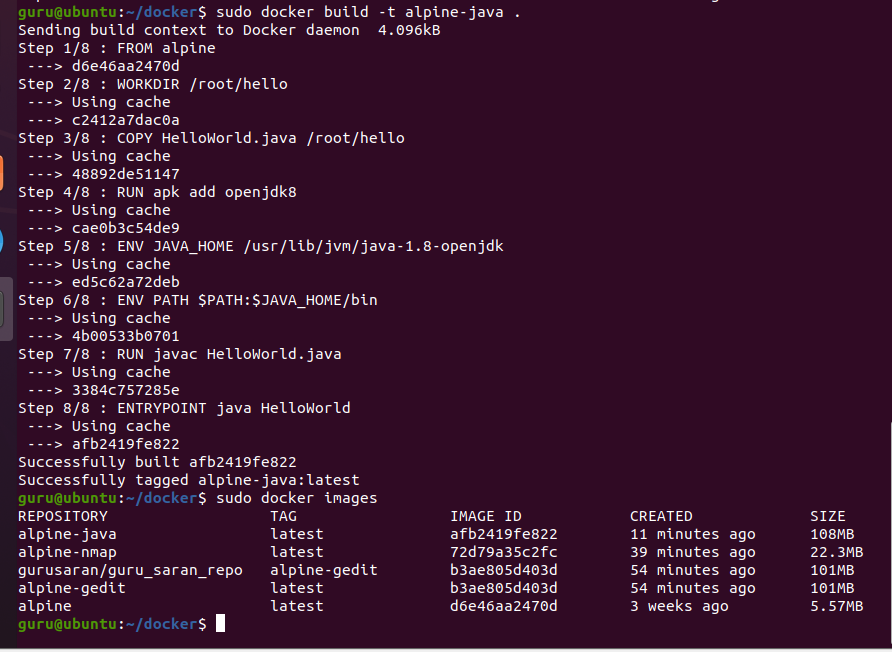 guru@ubuntu:~/docker$ sudo docker build -t alpine-java .
Sending build context to Docker daemon  4.096kB
Step 1/8 : FROM alpine
 ---> d6e46aa2470d
Step 2/8 : WORKDIR /root/hello
 ---> Using cache
 ---> c2412a7dac0a
Step 3/8 : COPY HelloWorld.java /root/hello
 ---> Using cache
 ---> 48892de51147
Step 4/8 : RUN apk add openjdk8
 ---> Using cache
 ---> cae0b3c54de9
Step 5/8 : ENV JAVA_HOME /usr/lib/jvm/java-1.8-openjdk
 ---> Using cache
 ---> ed5c62a72deb
Step 6/8 : ENV PATH $PATH:$JAVA_HOME/bin
 ---> Using cache
 ---> 4b00533b0701
Step 7/8 : RUN javac HelloWorld.java
 ---> Using cache
 ---> 3384c757285e
Step 8/8 : ENTRYPOINT java HelloWorld
 ---> Using cache
 ---> afb2419fe822
Successfully built afb2419fe822
Successfully tagged alpine-java:latest
guru@ubuntu:~/docker$ sudo docker images
REPOSITORY                  TAG                 IMAGE ID            CREATED             SIZE
alpine-java                 latest              afb2419fe822        11 minutes ago      108MB
alpine-nmap                 latest              72d79a35c2fc        39 minutes ago      22.3MB
gurusaran/guru_saran_repo   alpine-gedit        b3ae805d403d        54 minutes ago      101MB
alpine-gedit                latest              b3ae805d403d        54 minutes ago      101MB
alpine                      latest              d6e46aa2470d        3 weeks ago         5.57MB
guru@ubuntu:~/docker$